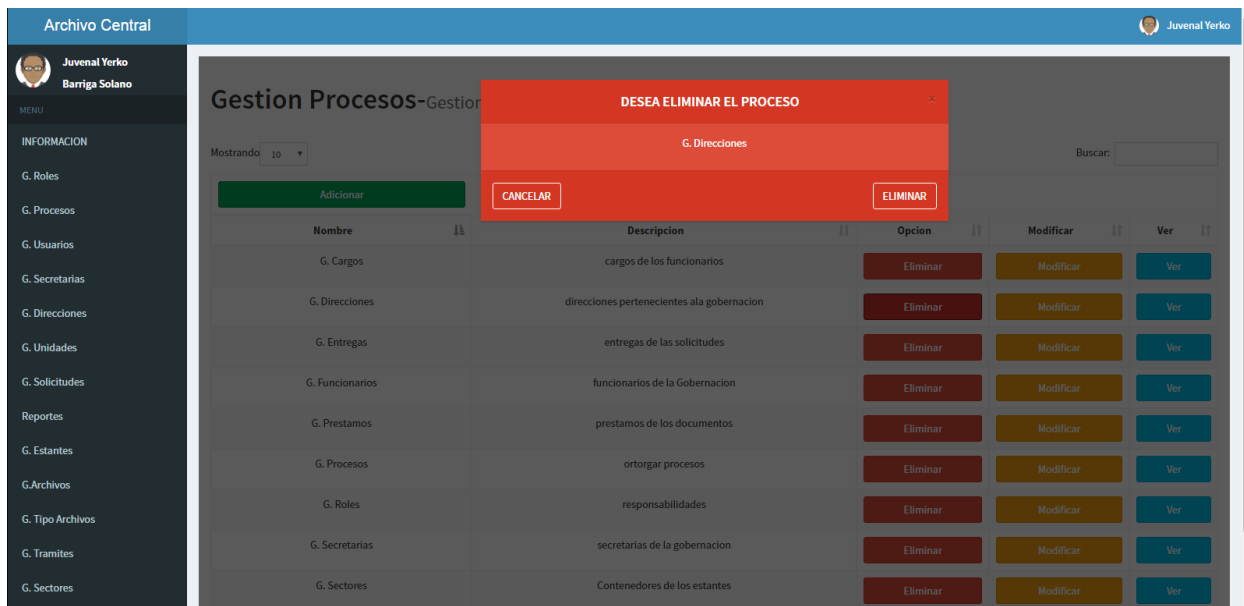 Archivo Central
Juvenal Yerko
Juvenal Yerko
Barriga Solano
MENU
INFORMACION
G. Roles
G. Procesos
G. Usuarios
G. Secretarias
G. Direcciones
G. Unidades
G. Solicitudes
Reportes
G. Estantes
G.Archivos
G. Tipo Archivos
G. Tramites
G. Sectores
Gestion Procesos-Gestion
DESEA ELIMINAR EL PROCESO ×
G. Direcciones
CANCELAR ELIMINAR
Mostrando 10 Buscar:
Adicionar
Nombre Descripcion Opcion Modificar Ver
G. Cargos cargos de los funcionarios Eliminar Modificar Ver
G. Direcciones direcciones pertenecientes ala gobernacion Eliminar Modificar Ver
G. Entregas entregas de las solicitudes Eliminar Modificar Ver
G. Funcionarios funcionarios de la Gobernacion Eliminar Modificar Ver
G. Prestamos prestamos de los documentos Eliminar Modificar Ver
G. Procesos ortorgar procesos Eliminar Modificar Ver
G. Roles responsabilidades Eliminar Modificar Ver
G. Secretarias secretarias de la gobernacion Eliminar Modificar Ver
G. Sectores Contenedores de los estantes Eliminar Modificar Ver